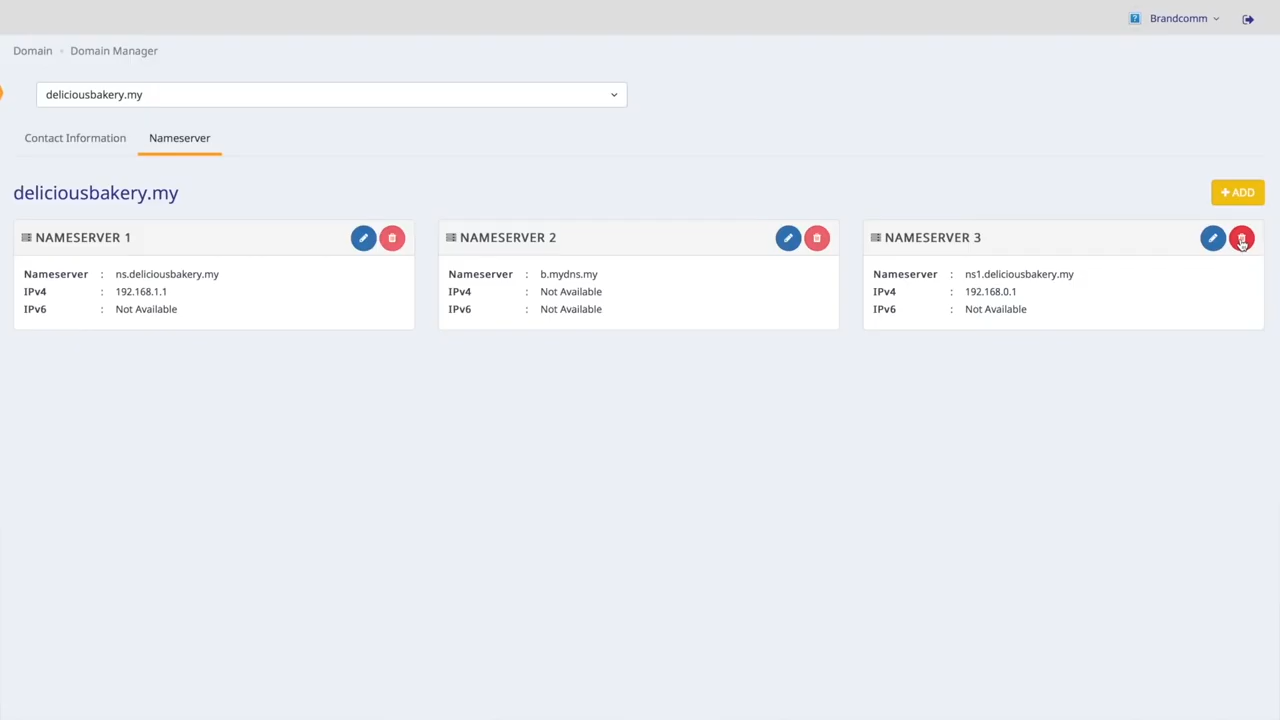 Brandcomm
Domain Domain Manager
deliciousbakery.my
Contact Information Nameserver
deliciousbakery.my
+ ADD
NAMESERVER 1
Nameserver : ns.deliciousbakery.my
IPv4 : 192.168.1.1
IPv6 : Not Available
NAMESERVER 2
Nameserver : b.mydns.my
IPv4 : Not Available
IPv6 : Not Available
NAMESERVER 3
Nameserver : ns1.deliciousbakery.my
IPv4 : 192.168.0.1
IPv6 : Not Available